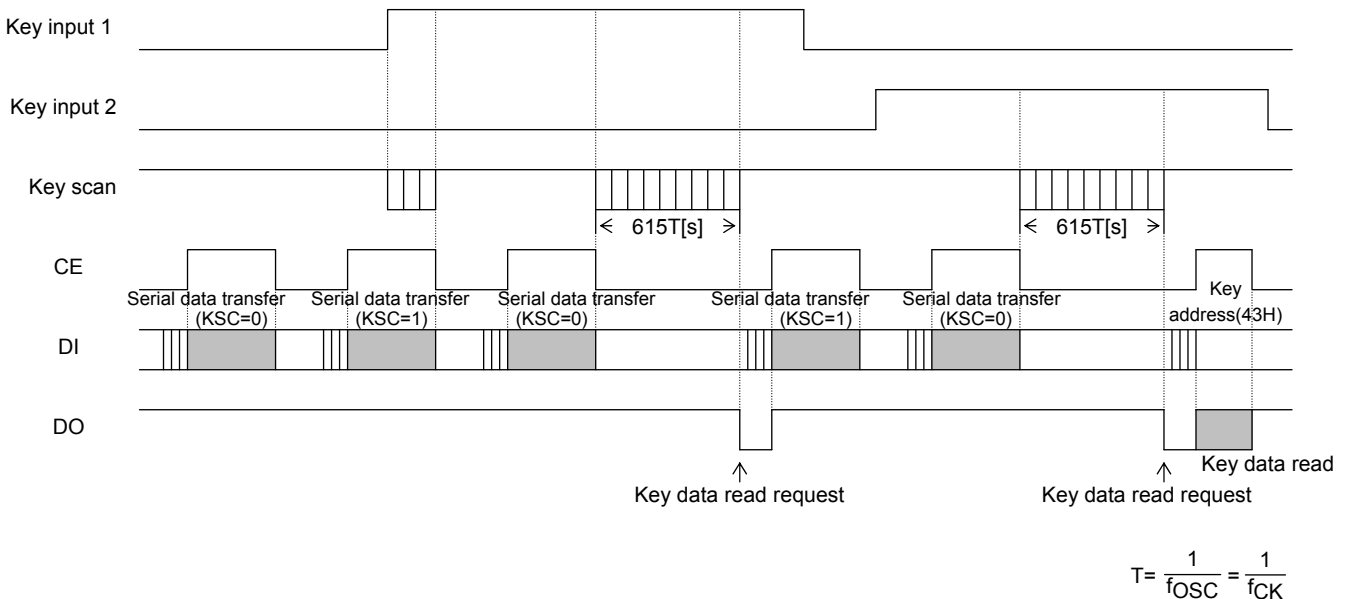 Key input 1
Key input 2
Key scan
615T[s]
615T[s]
CE
Serial data transfer
(KSC=0)
Serial data transfer
(KSC=1)
Serial data transfer
(KSC=0)
Serial data transfer
(KSC=1)
Serial data transfer
(KSC=0)
Key
address(43H)
DI
DO
Key data read
Key data read request
Key data read request
T= 1/fOSC = 1/fCK